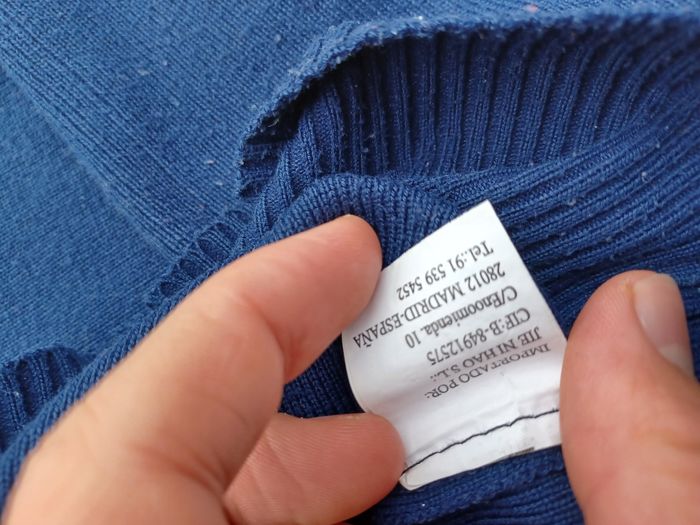 IMPORTADO POR:
JIE NI HAO S.L.:
CIF:B-84912575
C/Encomienda, 10
28012 MADRID-ESPAÑA
Tel.:91 539 5452